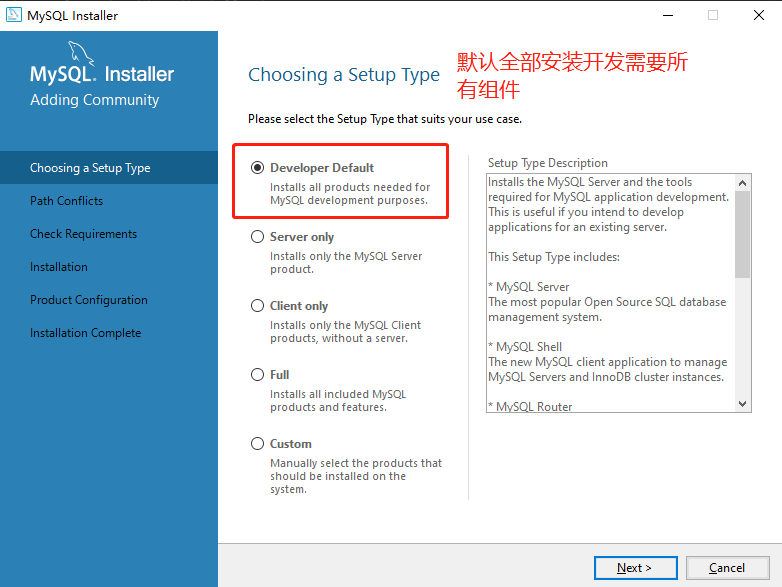 MySQL Installer
MySQL. Installer
Adding Community
Choosing a Setup Type
Path Conflicts
Check Requirements
Installation
Product Configuration
Installation Complete
Choosing a Setup Type
默认全部安装开发需要所
有组件
Please select the Setup Type that suits your use case.
Developer Default
Installs all products needed for
MySQL development purposes.
Server only
Installs only the MySQL Server
product.
Client only
Installs only the MySQL Client
products, without a server.
Full
Installs all included MySQL
products and features.
Custom
Manually select the products that
should be installed on the
system.
Setup Type Description
Installs the MySQL Server and the tools
required for MySQL application development.
This is useful if you intend to develop
applications for an existing server.
This Setup Type includes:
* MySQL Server
The most popular Open Source SQL database
management system.
* MySQL Shell
The new MySQL client application to manage
MySQL Servers and InnoDB cluster instances.
* MySQL Router
Next >
Cancel